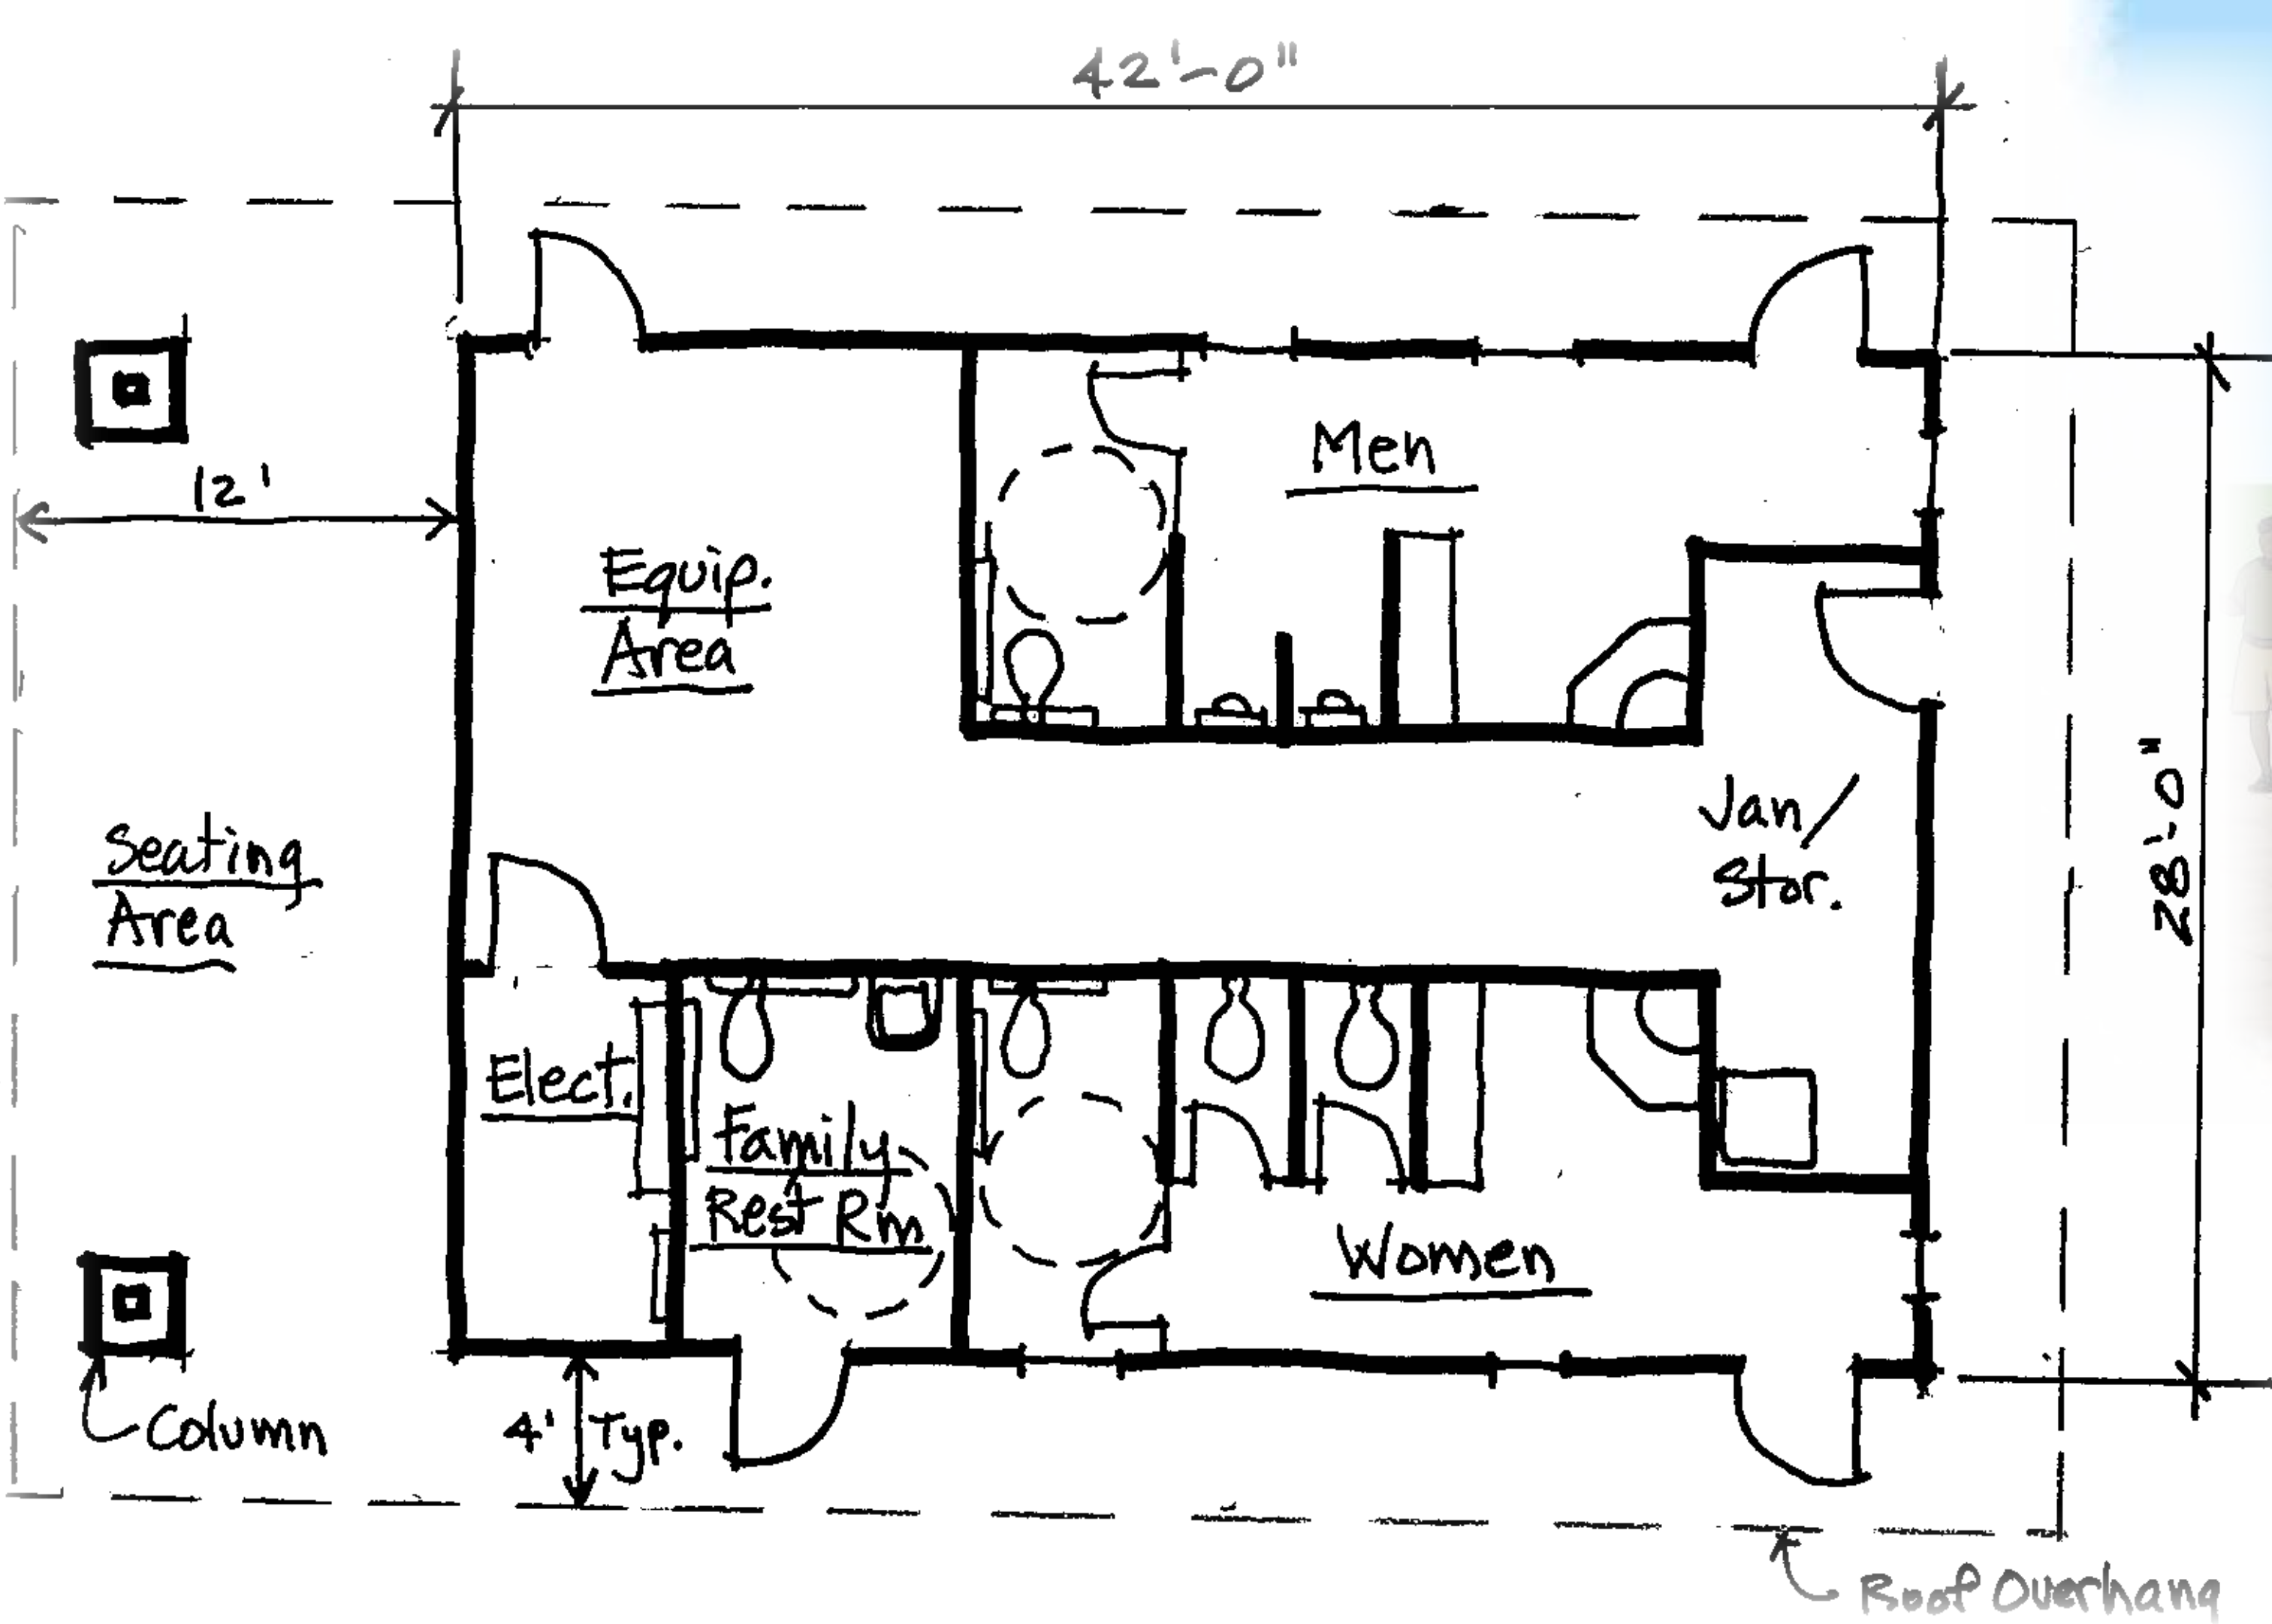 42'-0"
Men
12'
Equip.
Area
Jan/
Stor.
28'-0"
Seating
Area
Elect.
Family
Rest Rm
Women
4' Typ.
Column
Roof Overhang